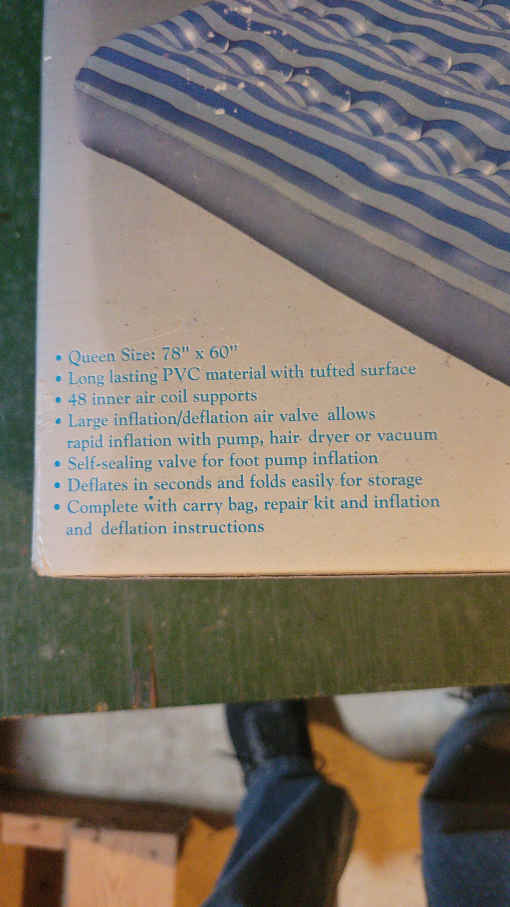 • Queen Size: 78" x 60"
• Long lasting PVC material with tufted surface
• 48 inner air coil supports
• Large inflation/deflation air valve allows
rapid inflation with pump, hair dryer or vacuum
• Self-sealing valve for foot pump inflation
• Deflates in seconds and folds easily for storage
• Complete with carry bag, repair kit and inflation
and deflation instructions